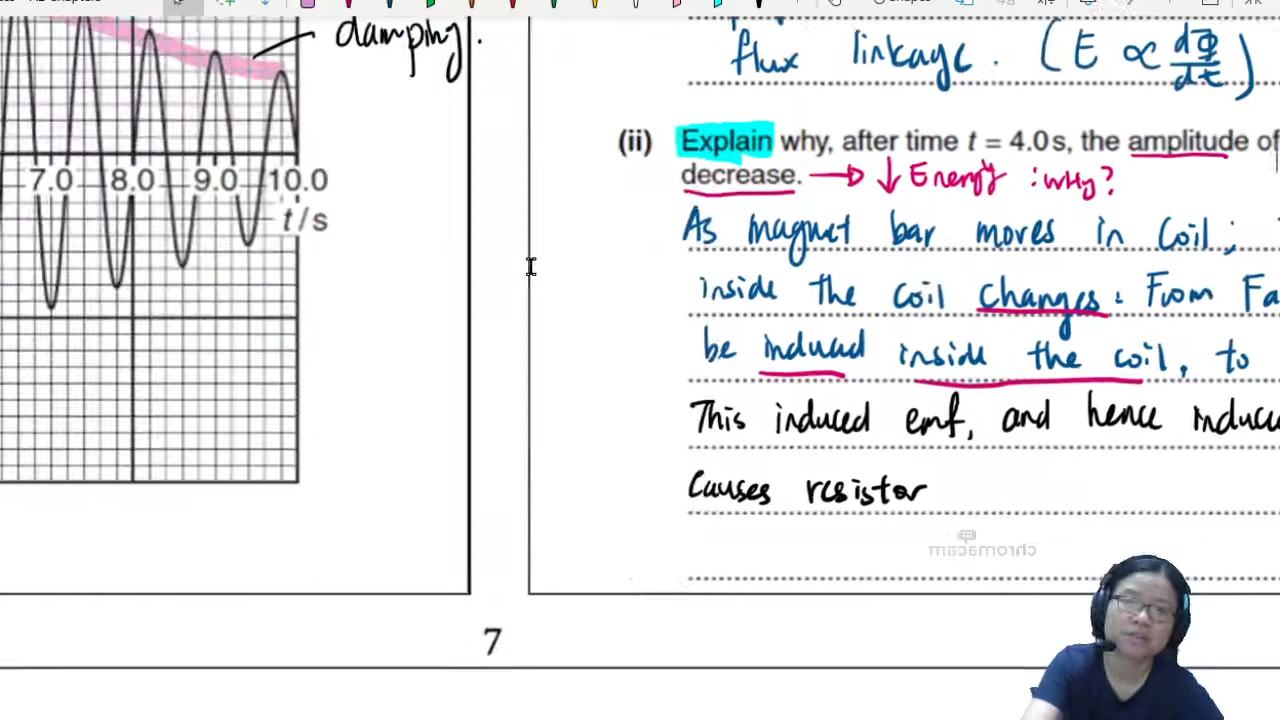 damping.
7.0 8.0 9.0 10.0
t/s
flux linkage. (E ∝ dΦ/dt)
(ii) Explain why, after time t = 4.0 s, the amplitude of
decrease. → ↓ Energy : why?
As magnet bar moves in coil;
inside the coil changes. From Fa
be induced inside the coil, to
This induced emf, and hence induce
Causes resistor
chromacam
7